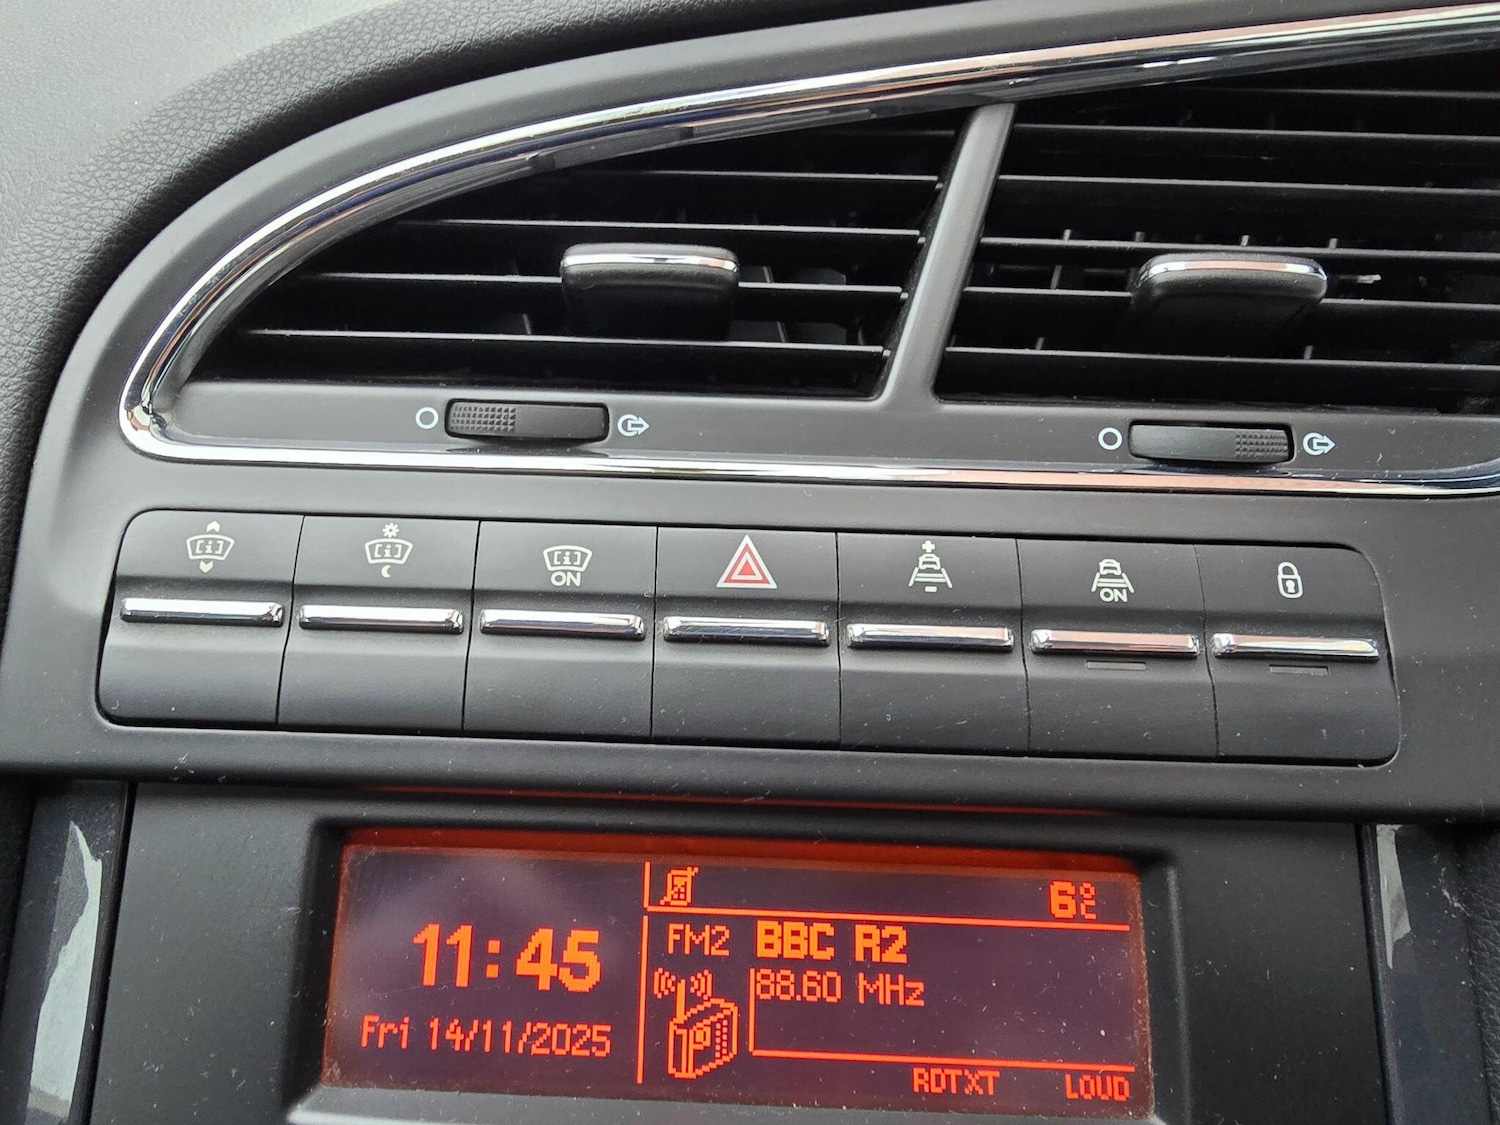 [i]
[i]
[i]
ON
ON
11:45
Fri 14/11/2025
6°C
FM2 BBC R2
88.60 MHz
RDTXT LOUD